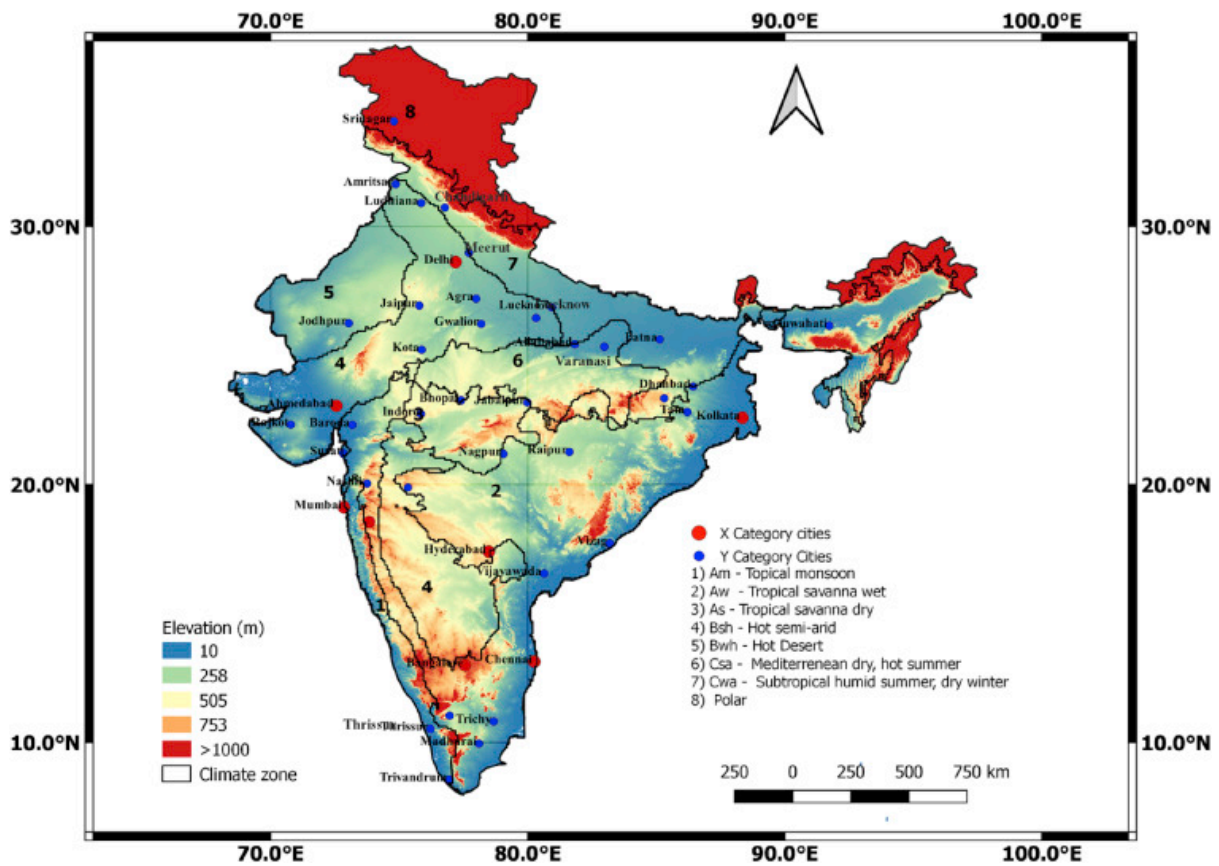 70.0°E 80.0°E 90.0°E 100.0°E
8
Sridagar
Amritsa
Ludhiana
Chandigarh
30.0°N 30.0°N
Meerut
Delhi
7
5
Jaipur
Agra
Lucknow
Jodhpur
Gwalior
Guwahati
Kota
Allahabad
Patna
4
6
Varanasi
Dhanbad
Ahmedabad
Bhopal
Jabalpur
Indore
Tata
Kolkata
Rajkot
Baroda
Surat
Nagpur
Raipur
20.0°N 20.0°N
Nashik
2
Mumbai
Hyderabad
Vizag
Vijayawada
4
1
Bangalore
Chennai
Thrissur
Thrissur
Trichy
10.0°N 10.0°N
Madhurai
Trivandrum
X Category cities
Y Category Cities
1) Am - Topical monsoon
2) Aw - Tropical savanna wet
3) As - Tropical savanna dry
4) Bsh - Hot semi-arid
5) Bwh - Hot Desert
6) Csa - Mediterrenean dry, hot summer
7) Cwa - Subtropical humid summer, dry winter
8) Polar
Elevation (m)
10
258
505
753
>1000
Climate zone
250 0 250 500 750 km
70.0°E 80.0°E 90.0°E 100.0°E